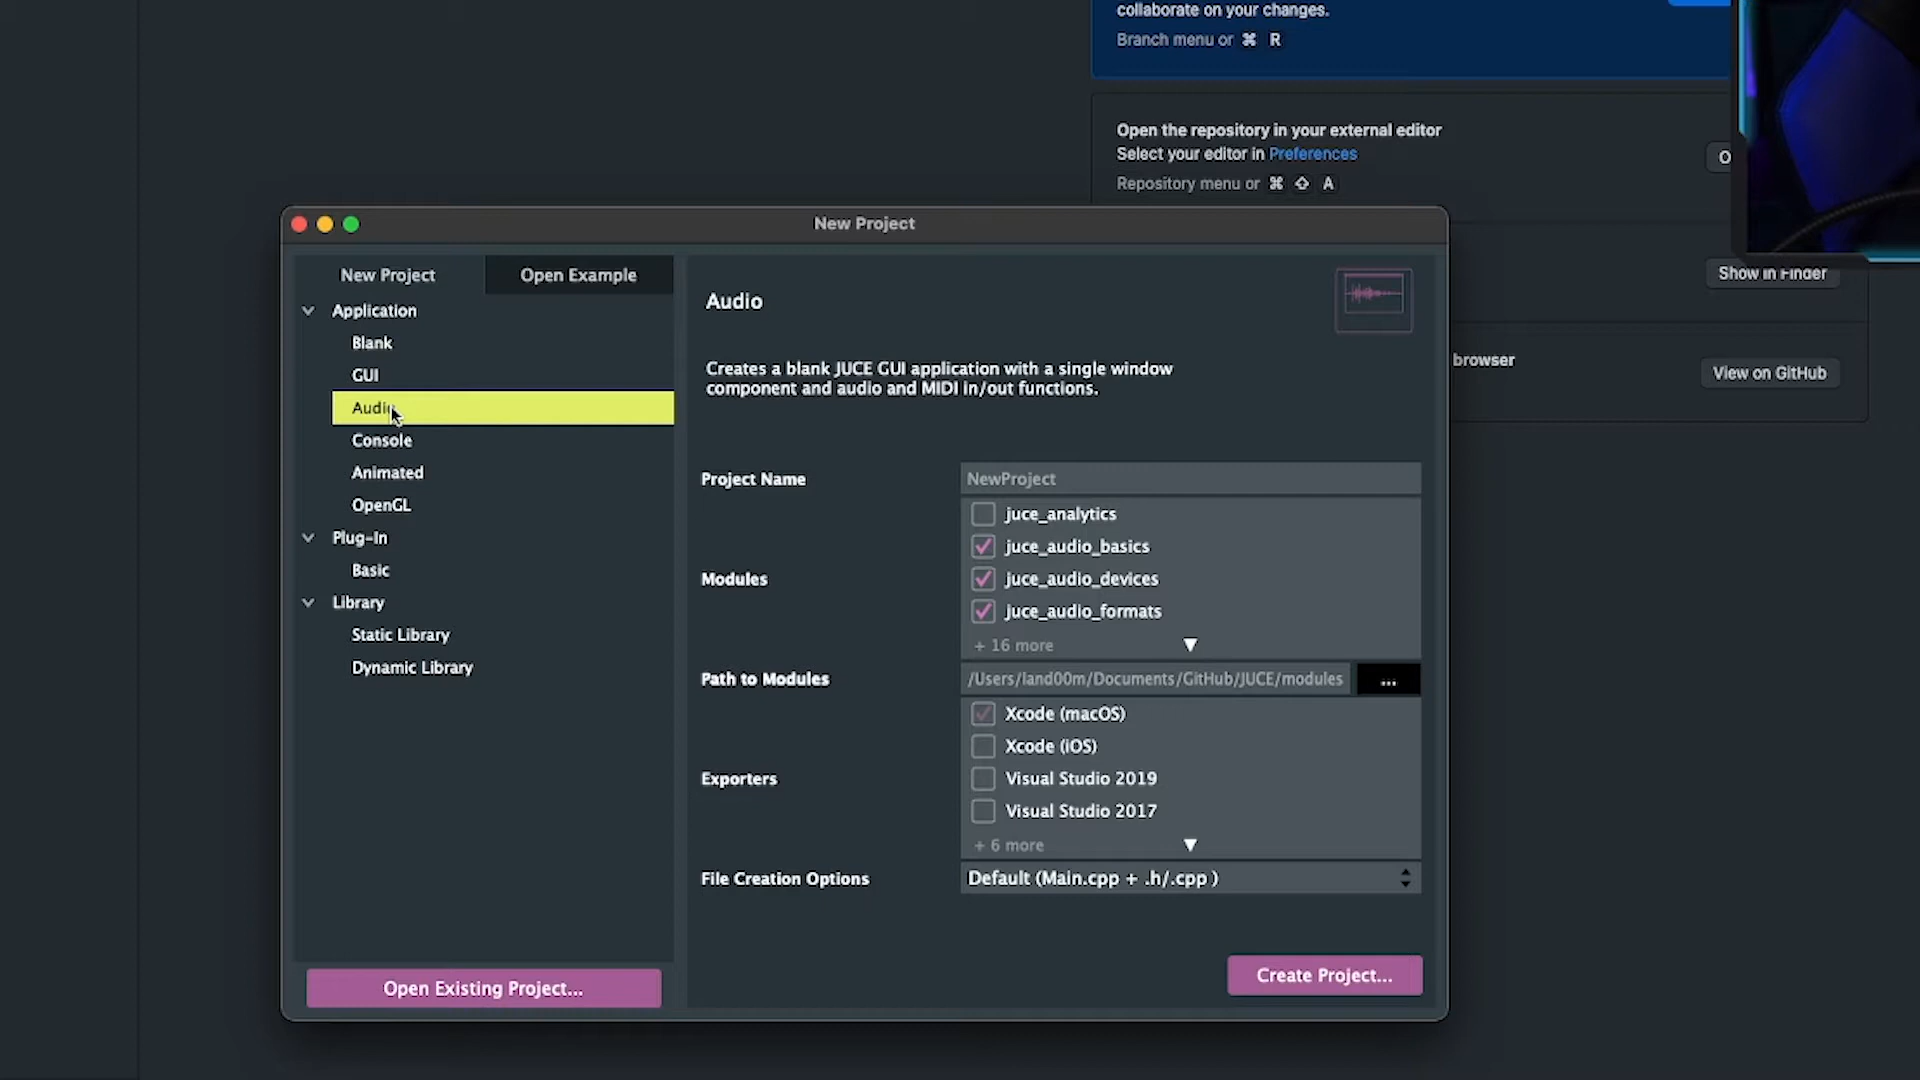 collaborate on your changes.
Branch menu or ⌘ R
Open the repository in your external editor
Select your editor in Preferences
Repository menu or ⌘ ⇧ A
O
Show in Finder
browser
View on GitHub
New Project
New Project
Open Example
Application
Blank
GUI
Audio
Console
Animated
OpenGL
Plug-In
Basic
Library
Static Library
Dynamic Library
Open Existing Project...
Audio
Creates a blank JUCE GUI application with a single window
component and audio and MIDI in/out functions.
Project Name
NewProject
Modules
juce_analytics
juce_audio_basics
juce_audio_devices
juce_audio_formats
+ 16 more
Path to Modules
/Users/land00m/Documents/GitHub/JUCE/modules
...
Exporters
Xcode (macOS)
Xcode (iOS)
Visual Studio 2019
Visual Studio 2017
+ 6 more
File Creation Options
Default (Main.cpp + .h/.cpp )
Create Project...